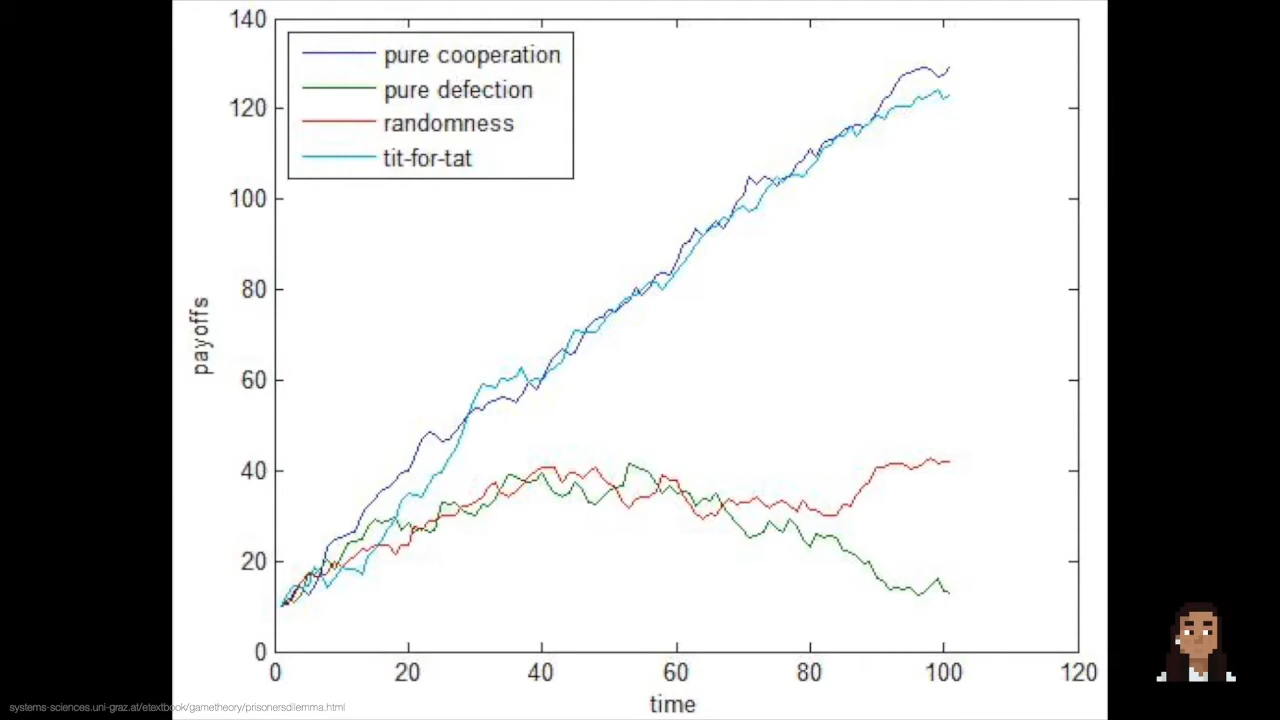 140
120
100
80
60
40
20
0
pure cooperation
pure defection
randomness
tit-for-tat
payoffs
0 20 40 60 80 100 120
time
systems-sciences.uni-graz.at/etextbook/gametheory/prisonersdilemma.html